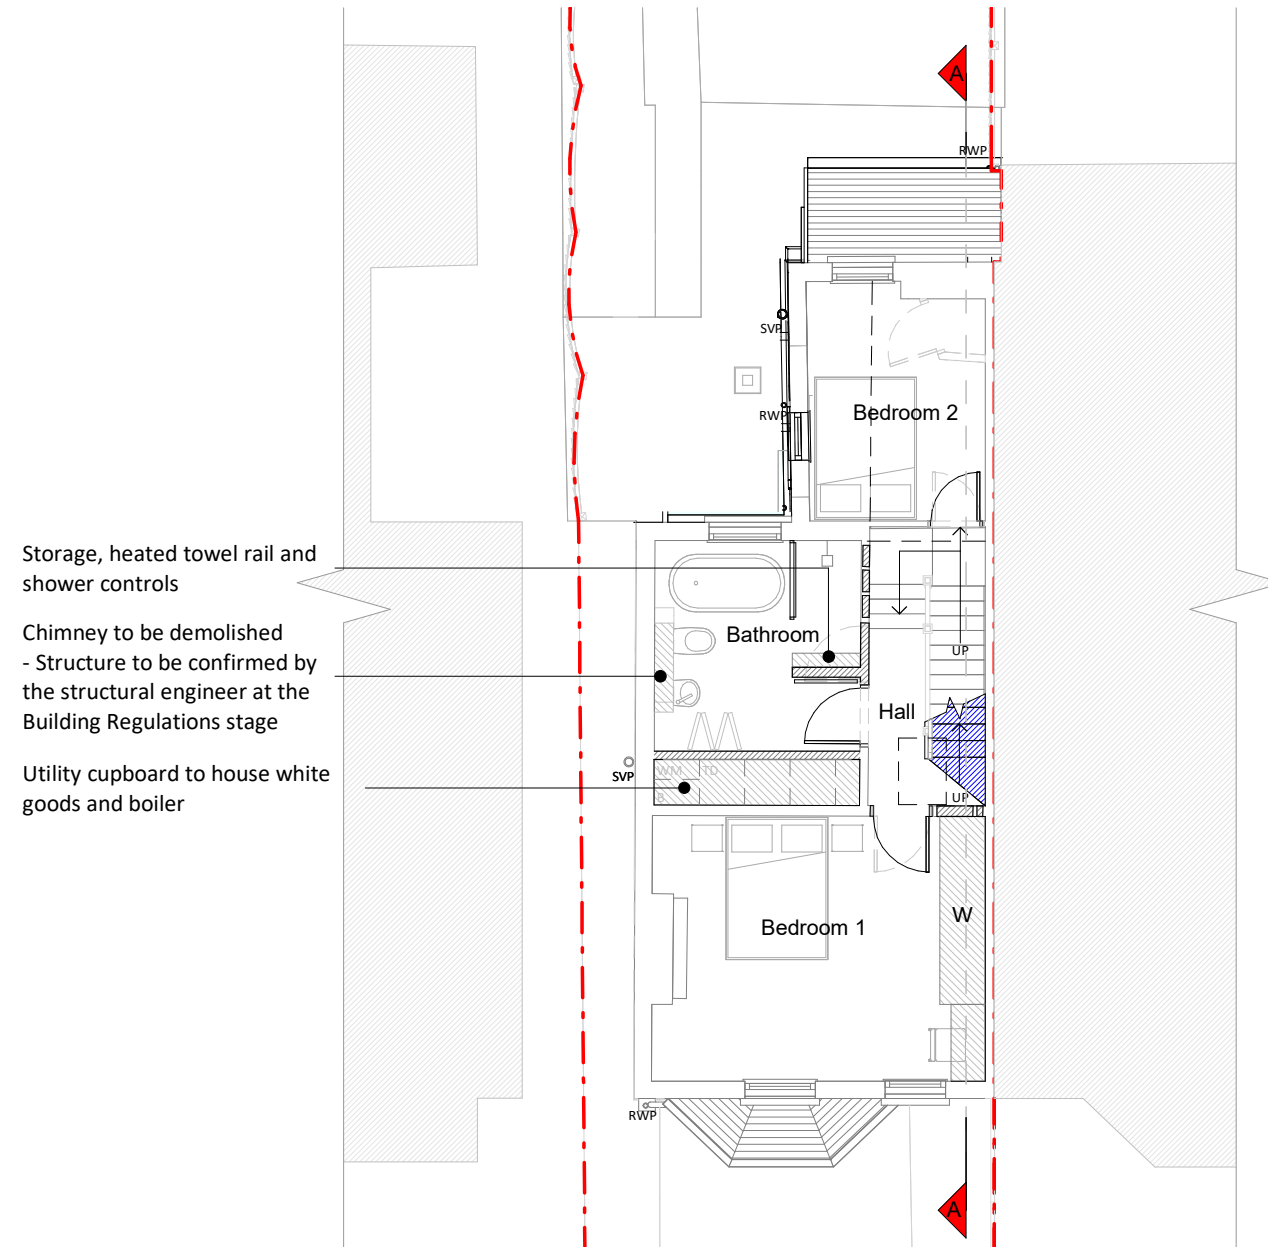 A
RWP
SVP
RWP
Bedroom 2
Storage, heated towel rail and
shower controls
Chimney to be demolished
- Structure to be confirmed by
the structural engineer at the
Building Regulations stage
Utility cupboard to house white
goods and boiler
Bathroom
UP
Hall
SVP
WM
TD
B
UP
W
Bedroom 1
RWP
A